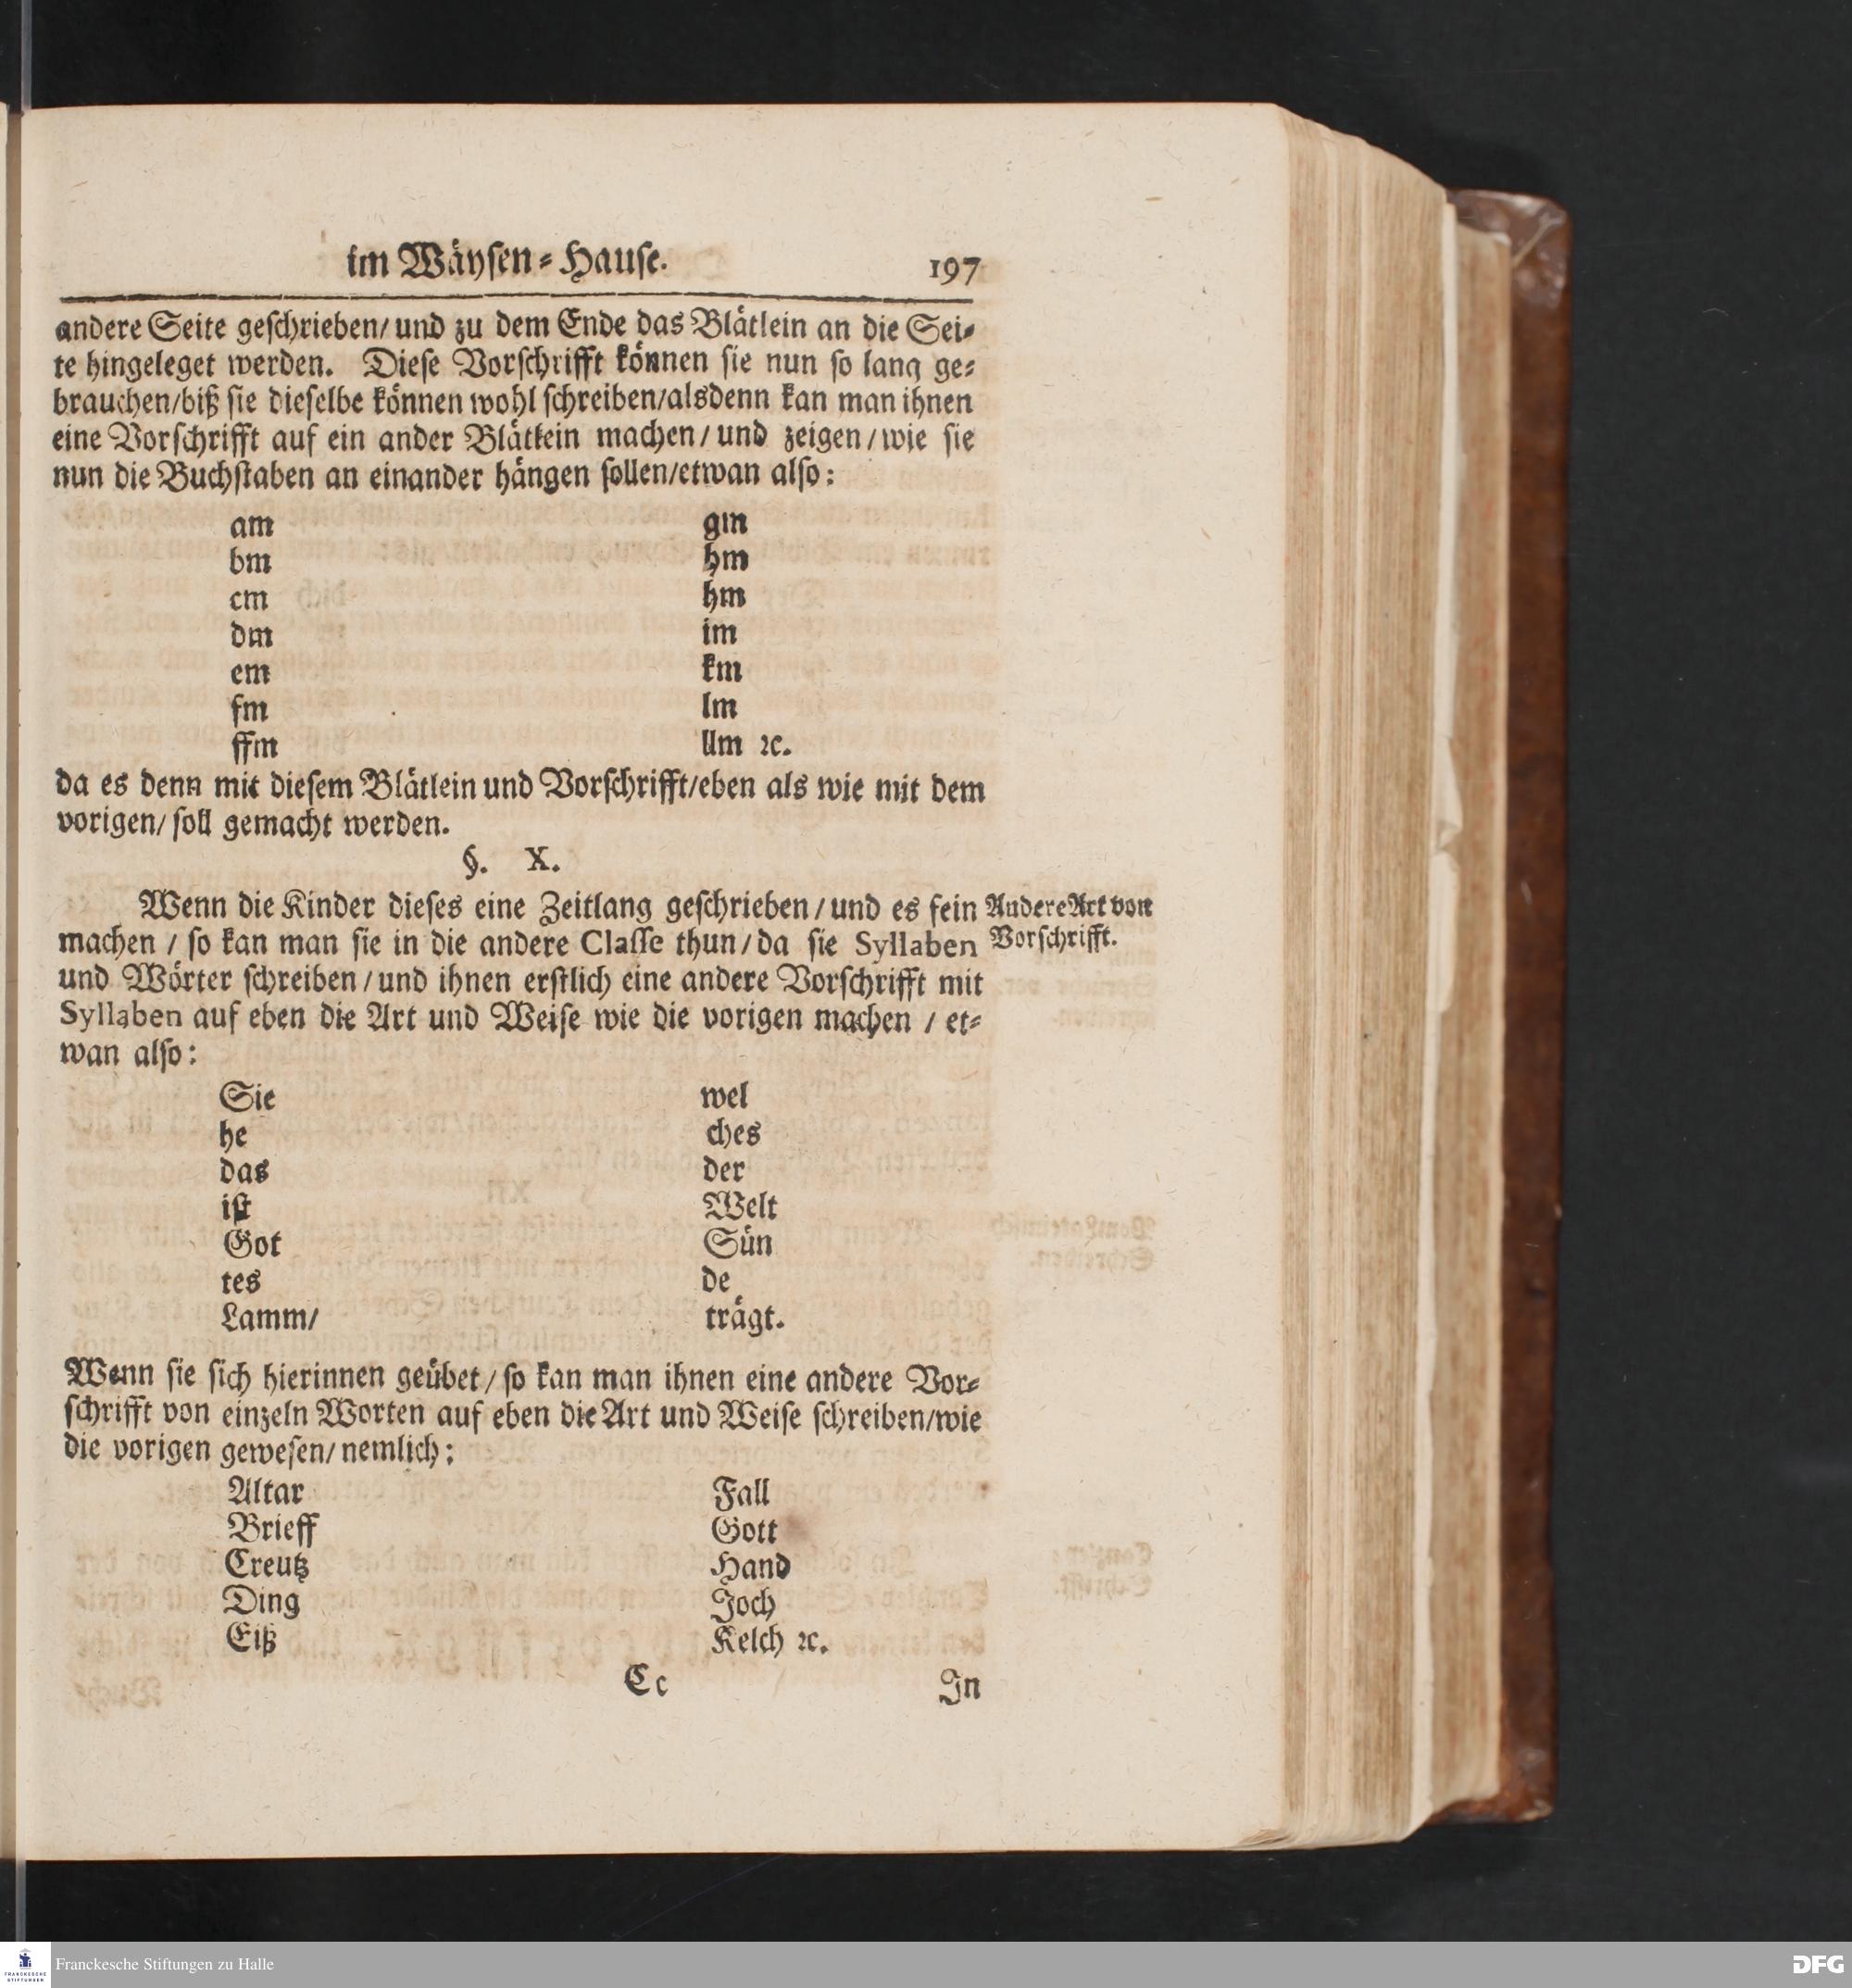 im Wäysen-Hause. 197
andere Seite geschrieben/ und zu dem Ende das Blätlein an die Sei-
te hingeleget werden. Diese Vorschrifft können sie nun so lang ge-
brauchen/biß sie dieselbe können wohl schreiben/alsdenn kan man ihnen
eine Vorschrifft auf ein ander Blätlein machen/ und zeigen/wie sie
nun die Buchstaben an einander hängen sollen/etwan also:
am gm
bm hm
cm hm
dm im
em km
fm lm
ffm llm ꝛc.
da es denn mit diesem Blätlein und Vorschrifft/eben als wie mit dem
vorigen/ soll gemacht werden.
§. X.
Wenn die Kinder dieses eine Zeitlang geschrieben/und es fein
machen / so kan man sie in die andere Classe thun/da sie Syllaben
und Wörter schreiben/und ihnen erstlich eine andere Vorschrifft mit
Syllaben auf eben die Art und Weise wie die vorigen machen / et-
wan also:
Andere Art von
Vorschrifft.
Sie wel
he ches
das der
ist Welt
Got Sün
tes de
Lamm/ trägt.
Wenn sie sich hierinnen geübet/so kan man ihnen eine andere Vor-
schrifft von einzeln Worten auf eben die Art und Weise schreiben/wie
die vorigen gewesen/ nemlich:
Altar Fall
Brieff Gott
Creutz Hand
Ding Joch
Eiß Kelch ꝛc.
Cc In
FRANCKESCHE
STIFTUNGEN
Franckesche Stiftungen zu Halle
DFG